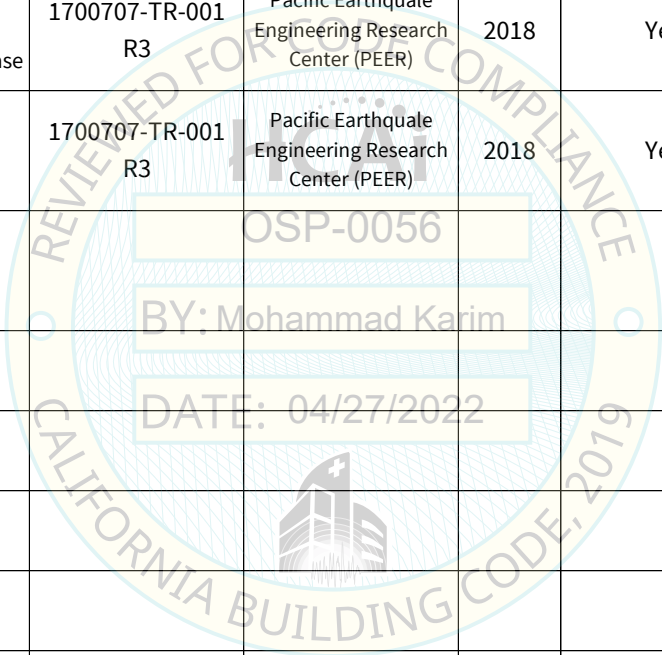 1700707-TR-001
R3
Pacific Earthquale
Engineering Research
Center (PEER)
2018
1700707-TR-001
R3
Pacific Earthquale
Engineering Research
Center (PEER)
2018
REVIEWED FOR CODE COMPLIANCE
HCAi
OSP-0056
BY: Mohammad Karim
DATE: 04/27/2022
CALIFORNIA BUILDING CODE, 2019